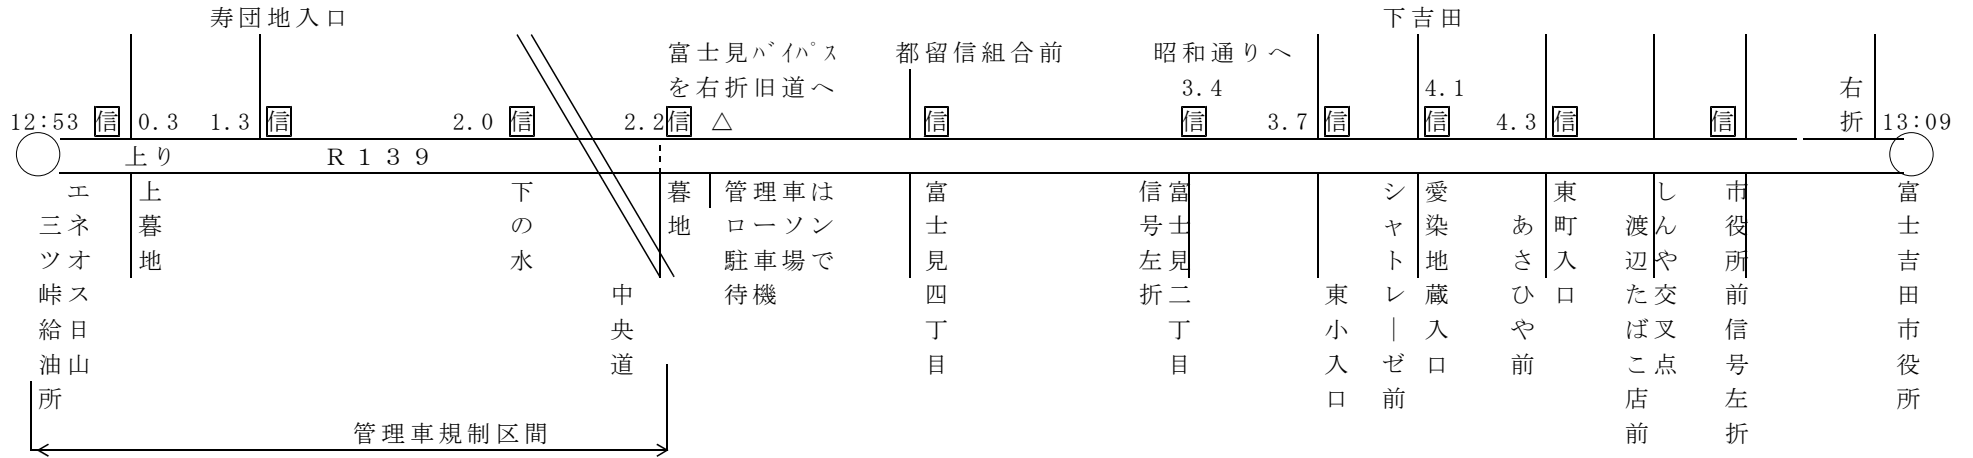 寿団地入口
下吉田
富士見バイパス
を右折旧道へ
都留信組合前
昭和通りへ
3.4
4.1
右折
12:53 信 0.3 1.3 信 2.0 信 2.2 信 △ 信 信 3.7 信 信 4.3 信 信 13:09
上り R139
エネオス日山
三ツ峠給油所
上暮地
下の水
中央道
暮地
管理車は
ローソン
駐車場で
待機
富士見四丁目
富士見二丁目
信号左折
東小入口
シャトレーゼ前
愛染地蔵入口
あさひや前
東町入口
渡辺たばこ店前
しんや交叉点
市役所前信号左折
富士吉田市役所
管理車規制区間